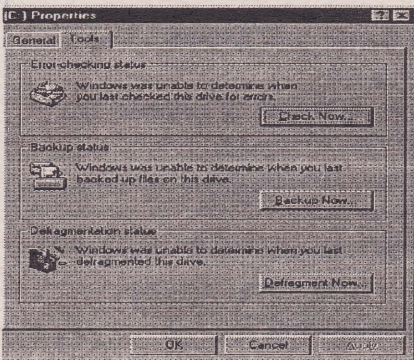 (C:) Properties
General Tools
Error-checking status
Windows was unable to determine when
you last checked this drive for errors.
Check Now...
Backup status
Windows was unable to determine when you last
backed up files on this drive.
Backup Now...
Defragmentation status
Windows was unable to determine when you last
defragmented this drive.
Defragment Now...
OK Cancel Apply